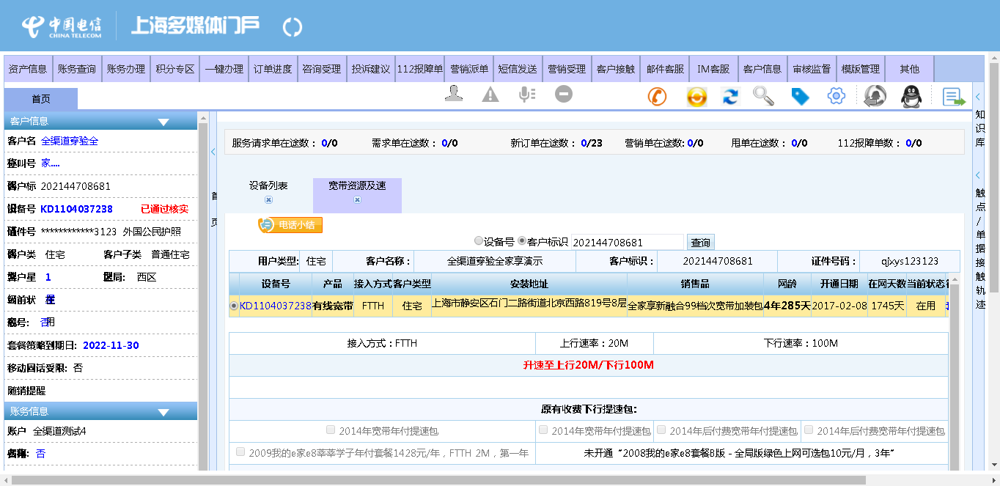 中国电信 CHINA TELECOM 上海多媒体门户
资产信息 账务查询 账务办理 积分专区 一键办理 订单进度 咨询受理 投诉建议 112报障单 营销派单 短信发送 营销受理 客户接触 邮件客服 IM客服 客户信息 审核监督 模版管理 其他
首页
客户信息
客户名 全渠道穿验全
称呼号 家....
客户标 202144708681
设备号 KD1104037238 已通过核实
证件号 ************3123 外国公民护照
客户类 住宅 客户子类 普通住宅
客户星 1 区局: 西区
当前状
否用
套餐策略到期日: 2022-11-30
移动固话受限: 否
随销提醒
账务信息
账户 全渠道测试4
否
首页
服务请求单在途数: 0/0 需求单在途数: 0/0 新订单在途数: 0/23 营销单在途数: 0/0 甩单在途数: 0/0 112报障单数: 0/0
设备列表 宽带资源及速
电话小结
设备号 客户标识 202144708681 查询
用户类型: 住宅 客户名称: 全渠道穿验全家享演示 客户标识: 202144708681 证件号码: qjxys123123
设备号 产品 接入方式 客户类型 安装地址 销售品 网龄 开通日期 在网天数 当前状态
KD1104037238 有线宽带 FTTH 住宅 上海市静安区石门二路街道北京西路819号8层 全家享新融合99档次宽带加装包 4年285天 2017-02-08 1745天 在用
接入方式:FTTH 上行速率:20M 下行速率:100M
升速至上行20M/下行100M
原有收费下行提速包:
2014年宽带年付提速包 2014年宽带年付提速包 2014年后付费宽带年付提速包 2014年后付费宽带年付提速包
2009我的e家e8莘莘学子年付套餐1428元/年,FTTH 2M,第一年 未开通“2008我的e家e8套餐B版-全局版绿色上网可选包10元/月,3年”
知识库
触点/单据接触轨迹